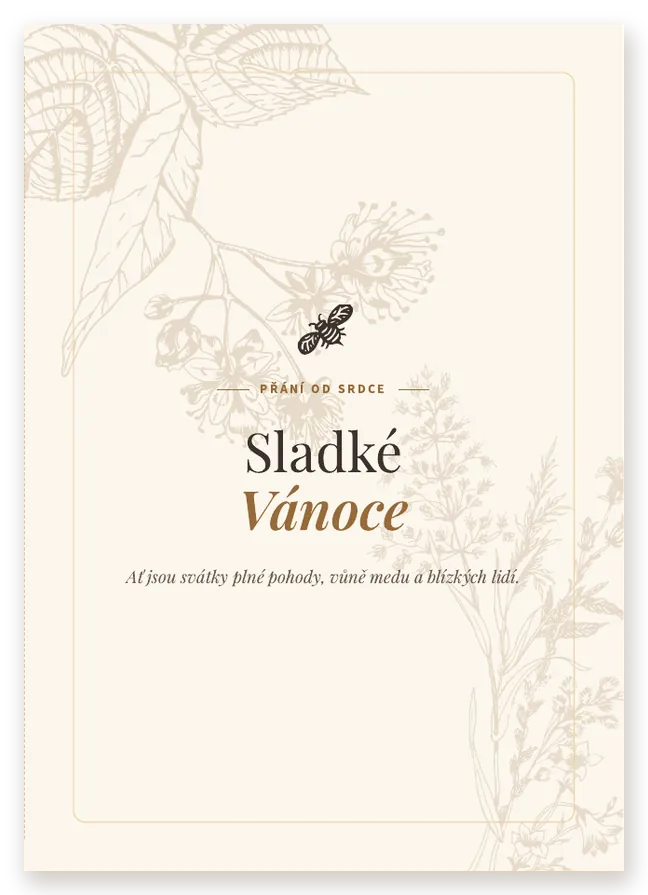 PŘÁNÍ OD SRDCE
Sladké
Vánoce
Ať jsou svátky plné pohody, vůně medu a blízkých lidí.